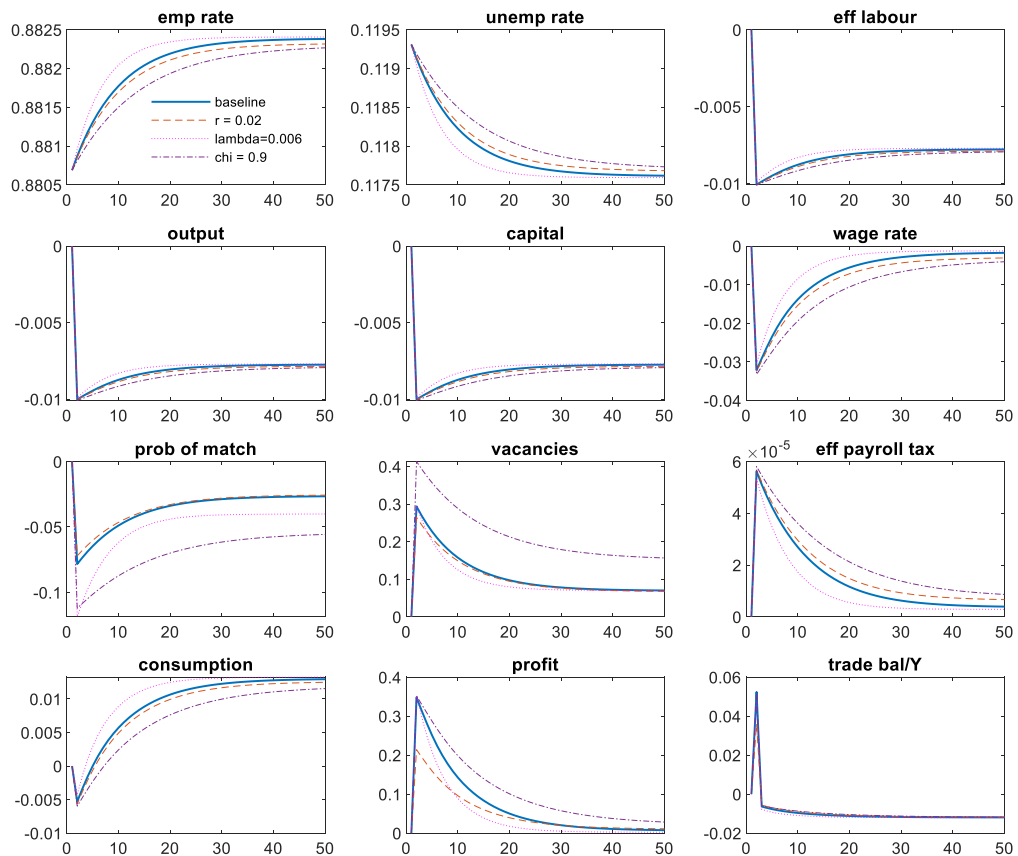 emp rate
0.8825
0.882
0.8815
0.881
0.8805
0 10 20 30 40 50
baseline
r = 0.02
lambda=0.006
chi = 0.9
unemp rate
0.1195
0.119
0.1185
0.118
0.1175
0 10 20 30 40 50
eff labour
0
-0.005
-0.01
0 10 20 30 40 50
output
0
-0.005
-0.01
0 10 20 30 40 50
capital
0
-0.005
-0.01
0 10 20 30 40 50
wage rate
0
-0.01
-0.02
-0.03
-0.04
0 10 20 30 40 50
prob of match
0
-0.05
-0.1
0 10 20 30 40 50
vacancies
0.4
0.3
0.2
0.1
0
0 10 20 30 40 50
eff payroll tax
×10⁻⁵
6
4
2
0
0 10 20 30 40 50
consumption
0.01
0.005
0
-0.005
-0.01
0 10 20 30 40 50
profit
0.4
0.3
0.2
0.1
0
0 10 20 30 40 50
trade bal/Y
0.06
0.04
0.02
0
-0.02
0 10 20 30 40 50